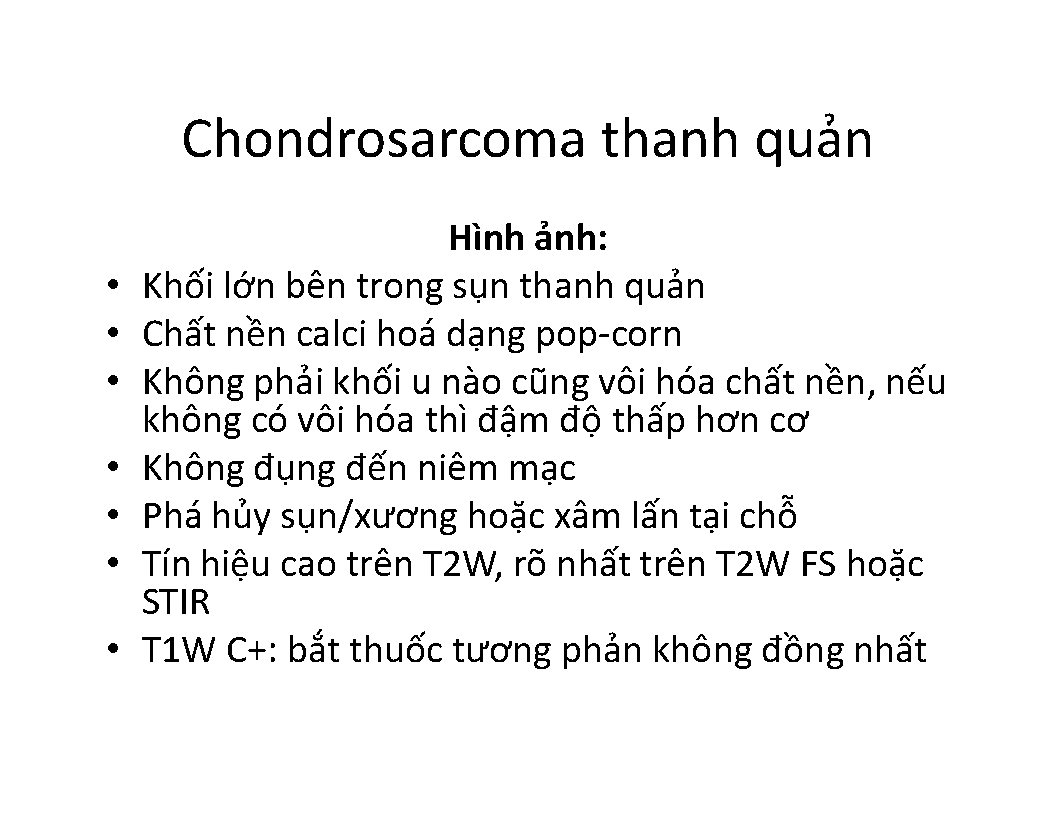 Chondrosarcoma thanh quản
Hình ảnh:
• Khối lớn bên trong sụn thanh quản
• Chất nền calci hoá dạng pop-corn
• Không phải khối u nào cũng vôi hóa chất nền, nếu
không có vôi hóa thì đậm độ thấp hơn cơ
• Không đụng đến niêm mạc
• Phá hủy sụn/xương hoặc xâm lấn tại chỗ
• Tín hiệu cao trên T2W, rõ nhất trên T2W FS hoặc
STIR
• T1W C+: bắt thuốc tương phản không đồng nhất